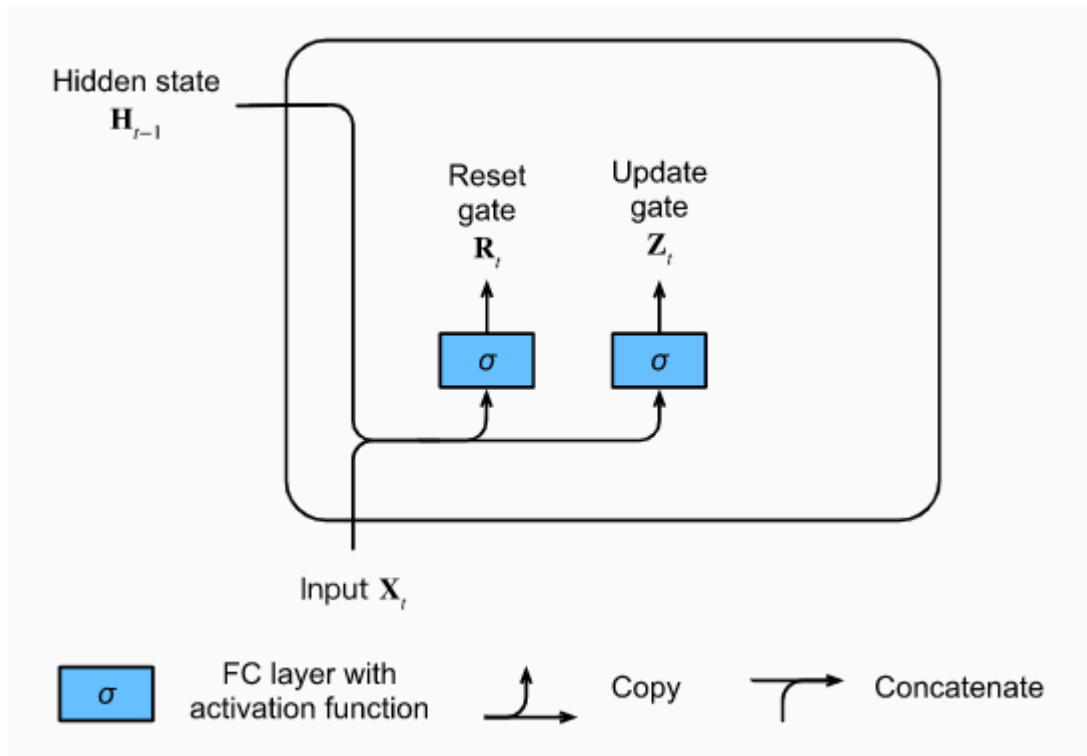 Hidden state
H_{t-1}
Reset
gate
R_t
Update
gate
Z_t
σ
σ
Input X_t
σ
FC layer with
activation function
Copy
Concatenate